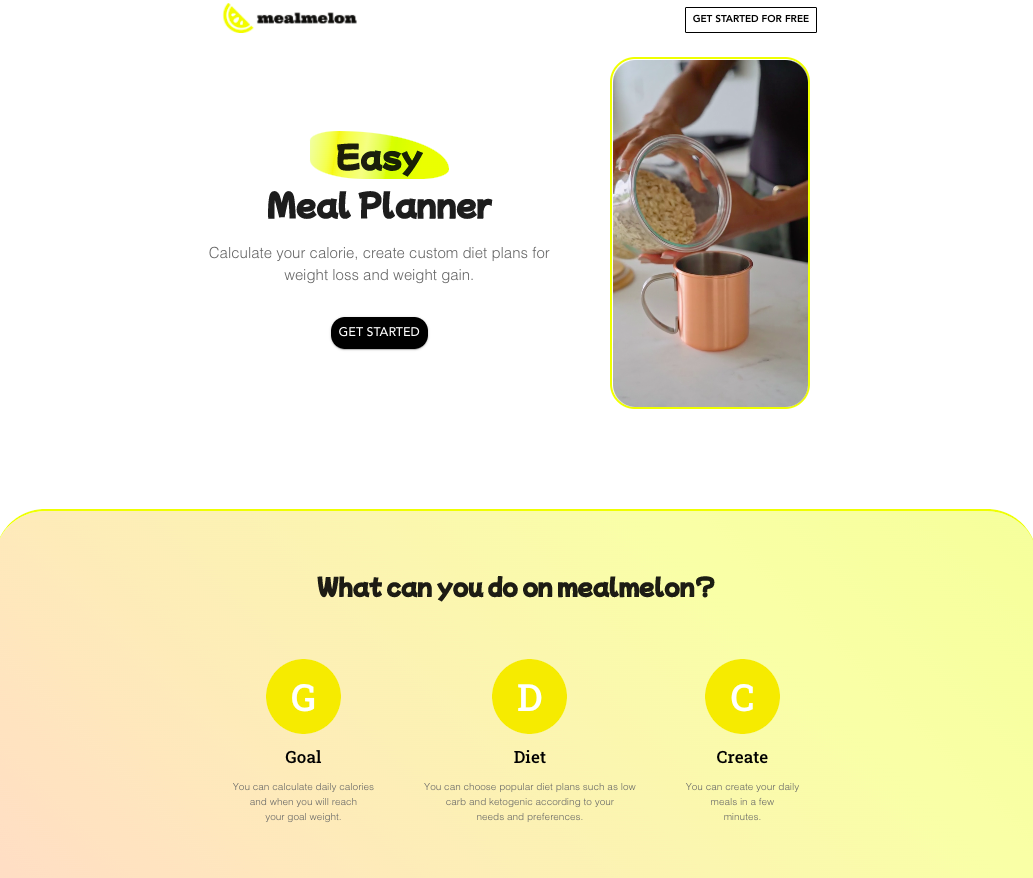 mealmelon
GET STARTED FOR FREE
Easy
Meal Planner
Calculate your calorie, create custom diet plans for
weight loss and weight gain.
GET STARTED
What can you do on mealmelon?
G
Goal
You can calculate daily calories
and when you will reach
your goal weight.
D
Diet
You can choose popular diet plans such as low
carb and ketogenic according to your
needs and preferences.
C
Create
You can create your daily
meals in a few
minutes.